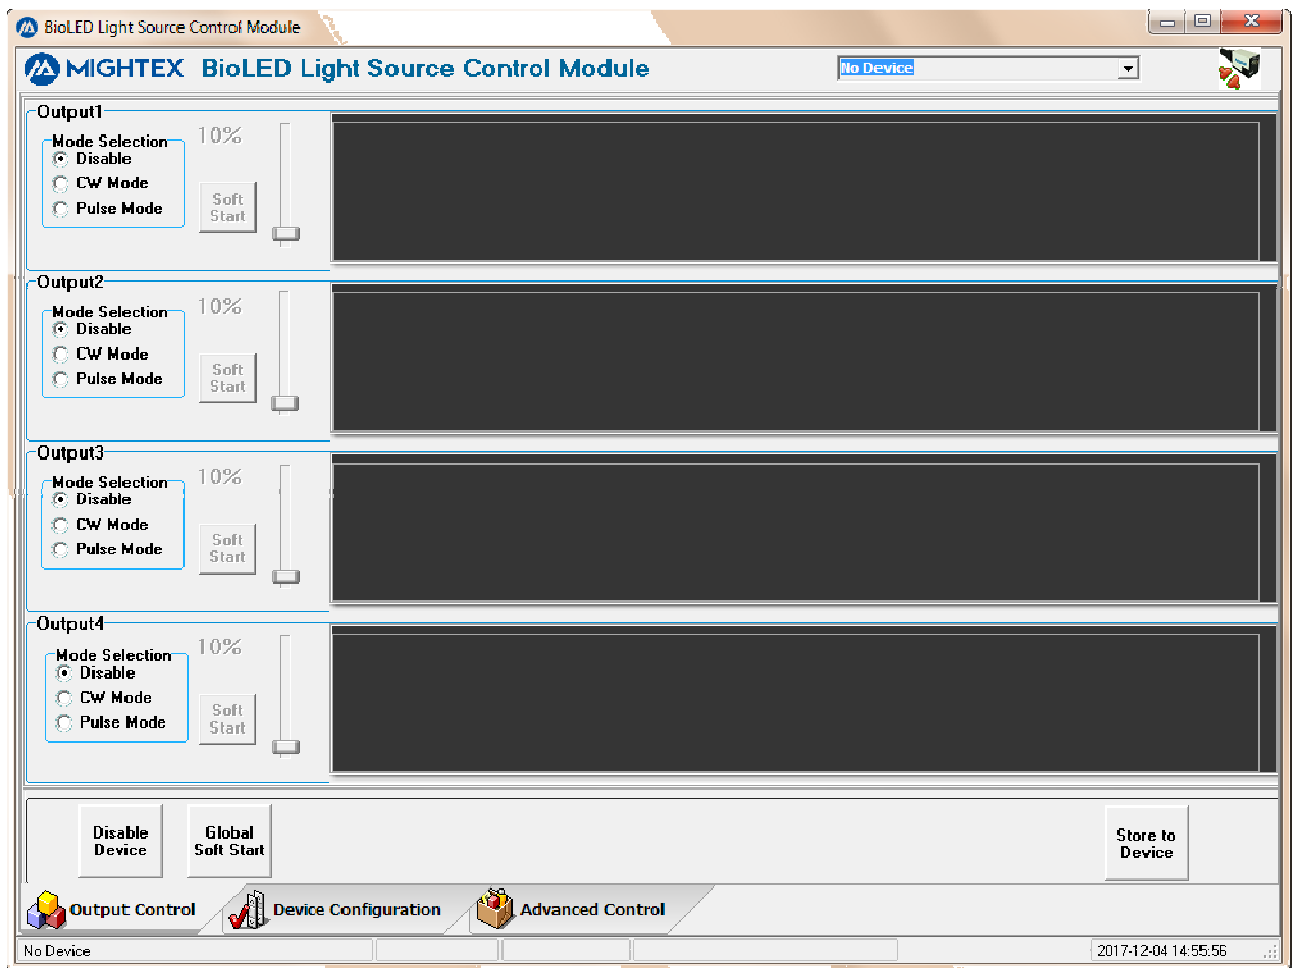 BioLED Light Source Control Module
MIGHTEX BioLED Light Source Control Module
No Device
Output1
Mode Selection
Disable
CW Mode
Pulse Mode
10%
Soft
Start
Output2
Mode Selection
Disable
CW Mode
Pulse Mode
10%
Soft
Start
Output3
Mode Selection
Disable
CW Mode
Pulse Mode
10%
Soft
Start
Output4
Mode Selection
Disable
CW Mode
Pulse Mode
10%
Soft
Start
Disable
Device
Global
Soft Start
Store to
Device
Output Control
Device Configuration
Advanced Control
No Device
2017-12-04 14:55:56